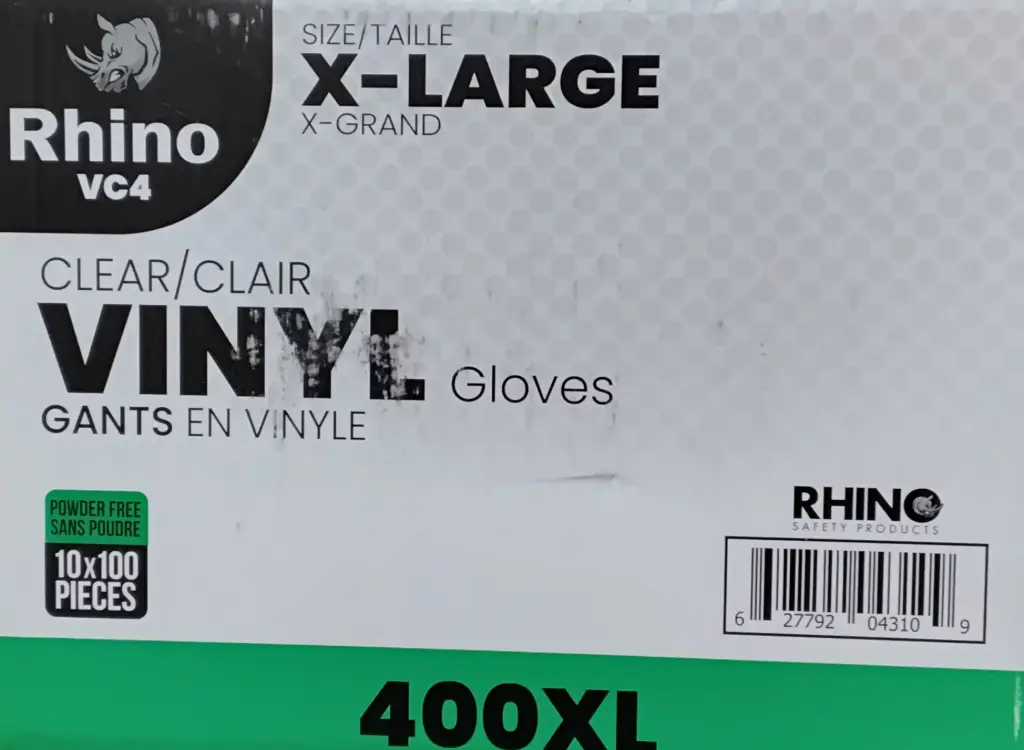 Rhino
VC4
SIZE/TAILLE
X-LARGE
X-GRAND
CLEAR/CLAIR
VINYL Gloves
GANTS EN VINYLE
POWDER FREE
SANS POUDRE
10x100
PIECES
RHINO
SAFETY PRODUCTS
6 27792 04310 9
400XL